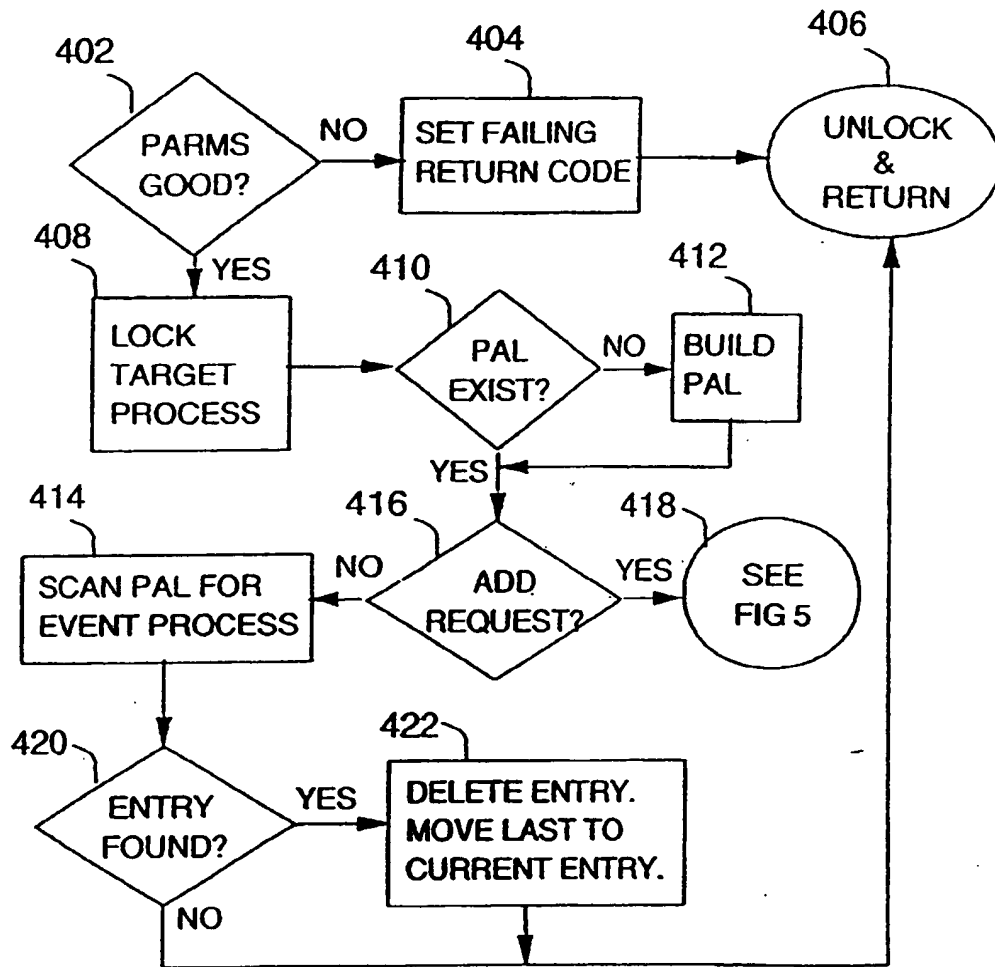 402
PARMS
GOOD?
NO
404
SET FAILING
RETURN CODE
406
UNLOCK
&
RETURN
YES
408
LOCK
TARGET
PROCESS
410
PAL
EXIST?
NO
412
BUILD
PAL
YES
414
SCAN PAL FOR
EVENT PROCESS
NO
416
ADD
REQUEST?
YES
418
SEE
FIG 5
420
ENTRY
FOUND?
YES
422
DELETE ENTRY.
MOVE LAST TO
CURRENT ENTRY.
NO